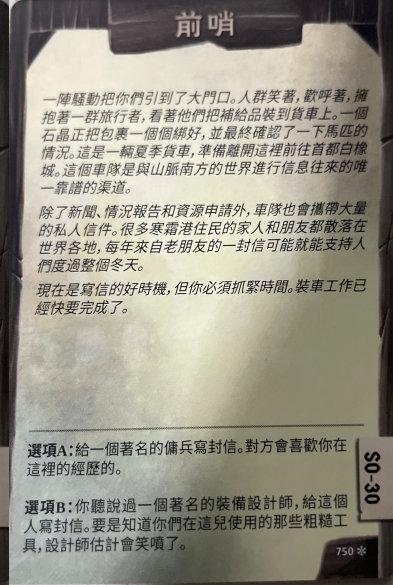 前哨
一陣騷動把你們引到了大門口。人群笑著，歡呼著，擁
抱著一群旅行者，看著他們把補給品裝到貨車上。一個
石晶正把包裹一個個綁好，並最終確認了一下馬匹的
情況。這是一輛夏季貨車，準備離開這裡前往首都白橡
城。這個車隊是與山脈南方的世界進行信息往來的唯
一靠譜的渠道。
除了新聞、情況報告和資源申請外，車隊也會攜帶大量
的私人信件。很多寒霜港住民的家人和朋友都散落在
世界各地，每年來自老朋友的一封信可能就能支持人
們度過整個冬天。
現在是寫信的好時機，但你必須抓緊時間。裝車工作已
經快要完成了。
選項A：給一個著名的傭兵寫封信。對方會喜歡你在
這裡的經歷的。
選項B：你聽說過一個著名的裝備設計師，給這個
人寫封信。要是知道你們在這兒使用的那些粗糙工
具，設計師估計會笑噴了。
SO-30
750